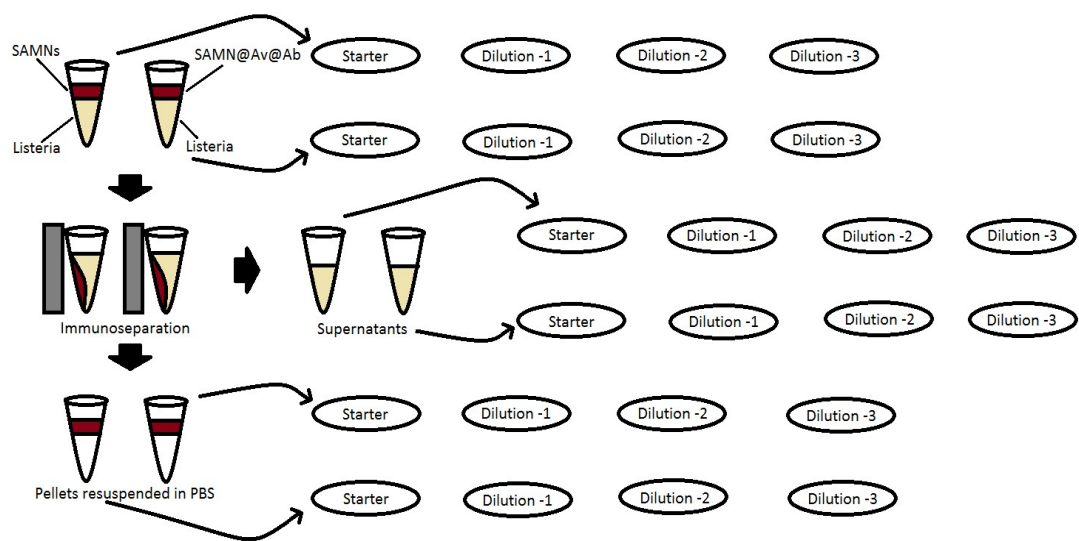 SAMNs
SAMN@Av@Ab
Starter
Dilution -1
Dilution -2
Dilution -3
Listeria
Listeria
Starter
Dilution -1
Dilution -2
Dilution -3
Starter
Dilution -1
Dilution -2
Dilution -3
Immunoseparation
Supernatants
Starter
Dilution -1
Dilution -2
Dilution -3
Starter
Dilution -1
Dilution -2
Dilution -3
Pellets resuspended in PBS
Starter
Dilution -1
Dilution -2
Dilution -3